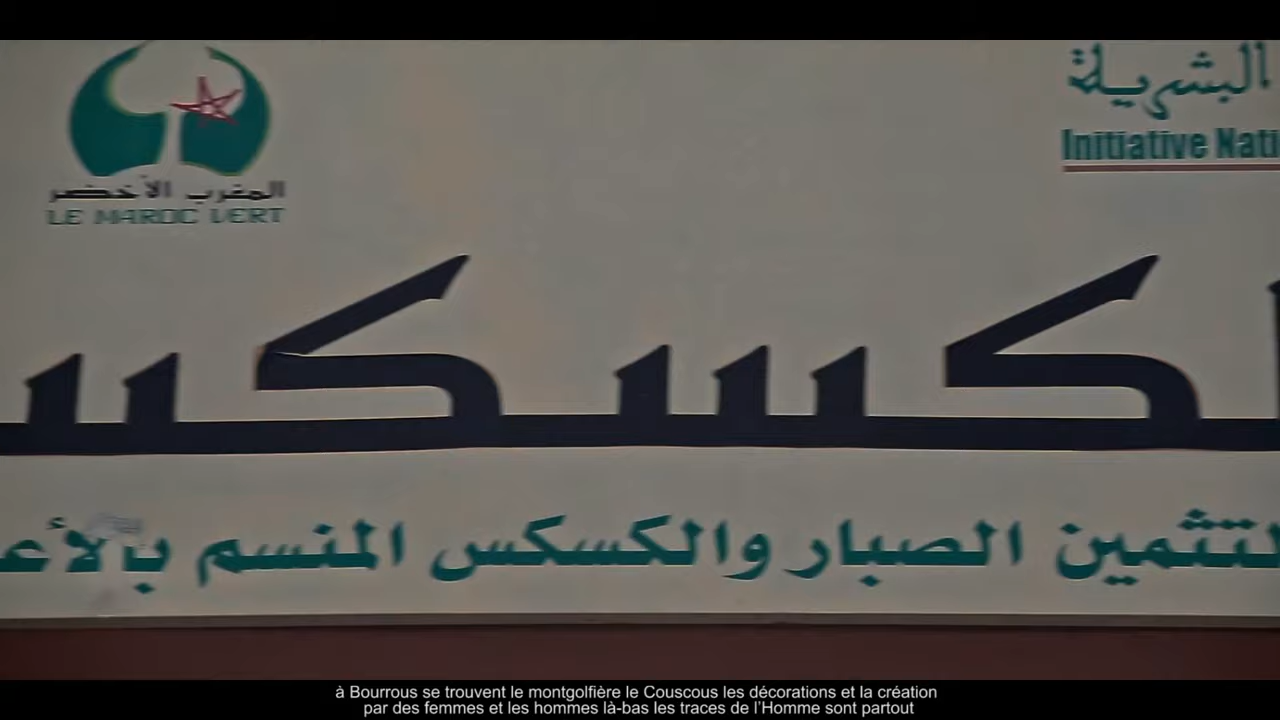 البشرية
Initiative Nati
المغرب الأخضر
LE MAROC VERT
لكسكس
لتثمين الصبار والكسكس المنسم بالأع
à Bourrous se trouvent le montgolfière le Couscous les décorations et la création
par des femmes et les hommes là-bas les traces de l’Homme sont partout